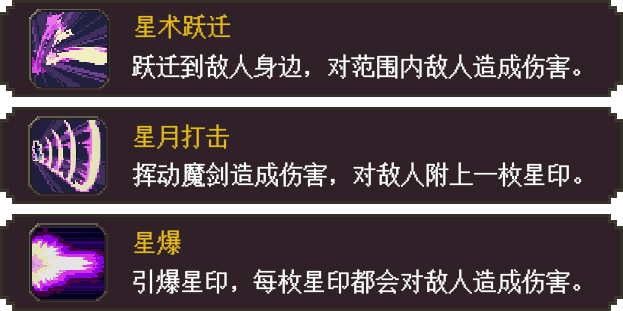 星术跃迁
跃迁到敌人身边，对范围内敌人造成伤害。
星月打击
挥动魔剑造成伤害，对敌人附上一枚星印。
星爆
引爆星印，每枚星印都会对敌人造成伤害。